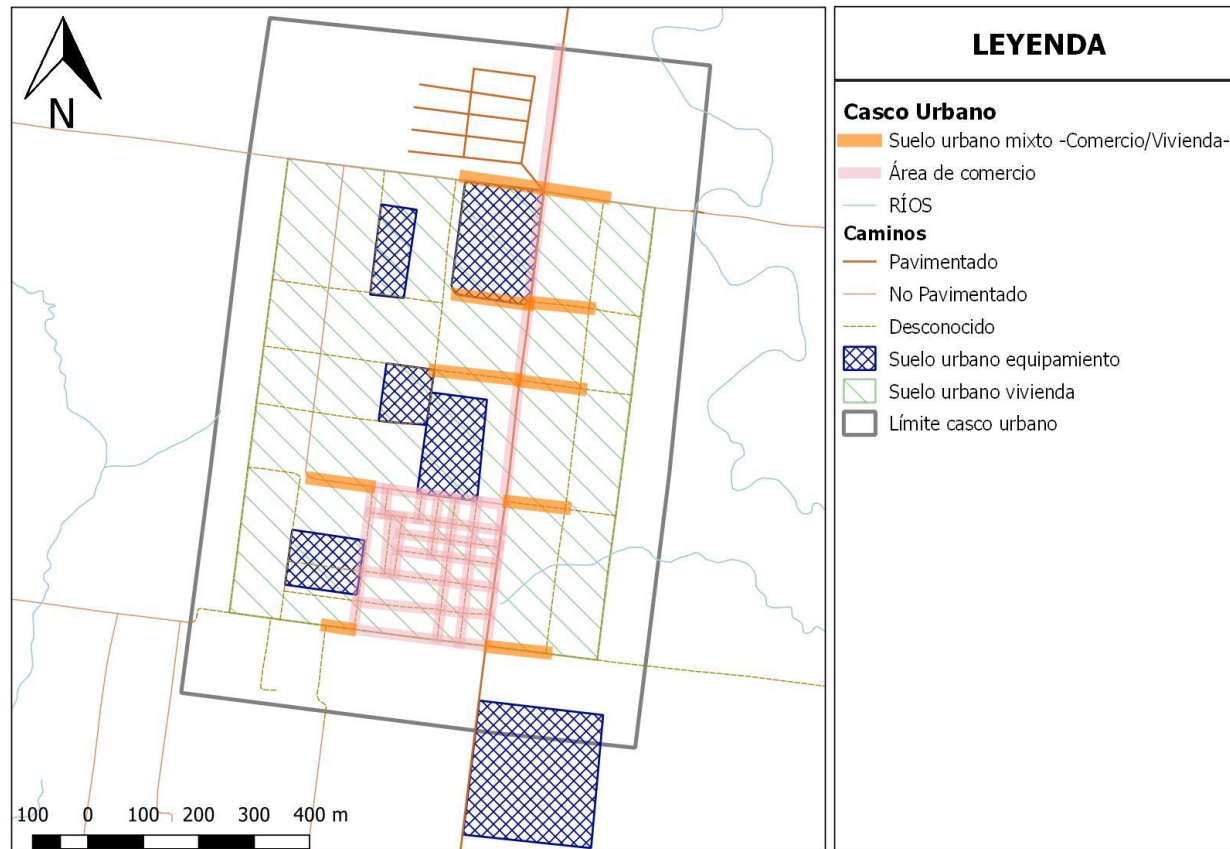 N
100 0 100 200 300 400 m
LEYENDA
Casco Urbano
Suelo urbano mixto -Comercio/Vivienda-
Área de comercio
RÍOS
Caminos
Pavimentado
No Pavimentado
Desconocido
Suelo urbano equipamiento
Suelo urbano vivienda
Límite casco urbano